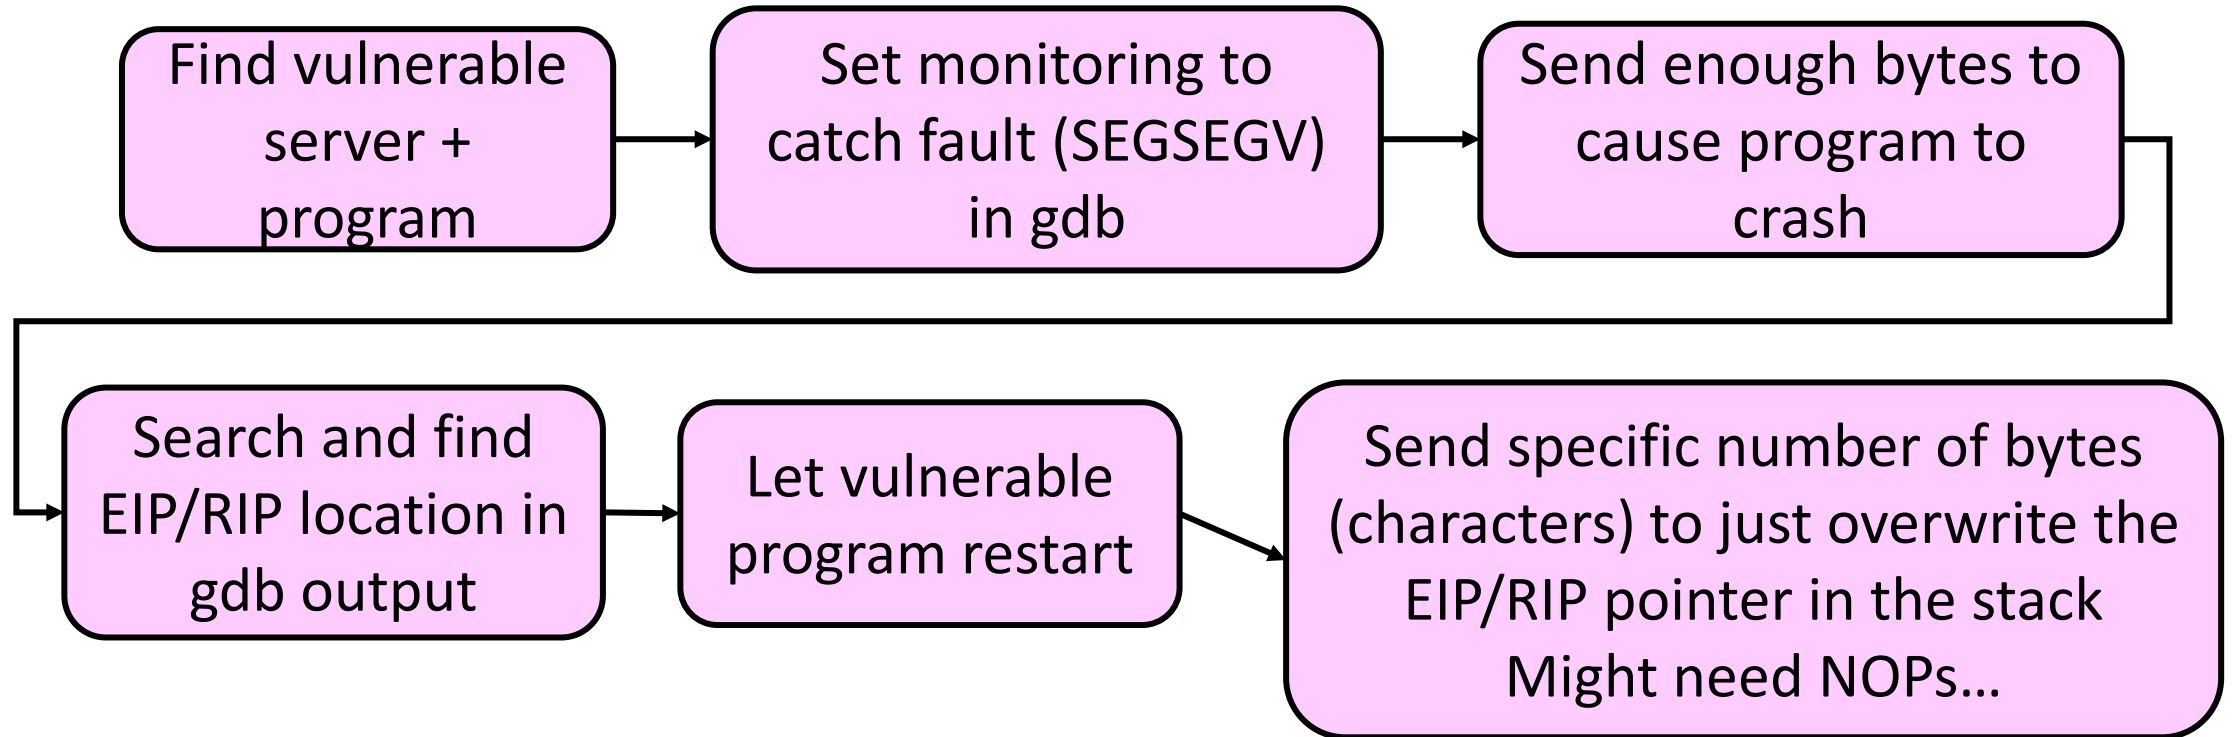 Find vulnerable
server +
program
Set monitoring to
catch fault (SEGSEGV)
in gdb
Send enough bytes to
cause program to
crash
Search and find
EIP/RIP location in
gdb output
Let vulnerable
program restart
Send specific number of bytes
(characters) to just overwrite the
EIP/RIP pointer in the stack
Might need NOPs…